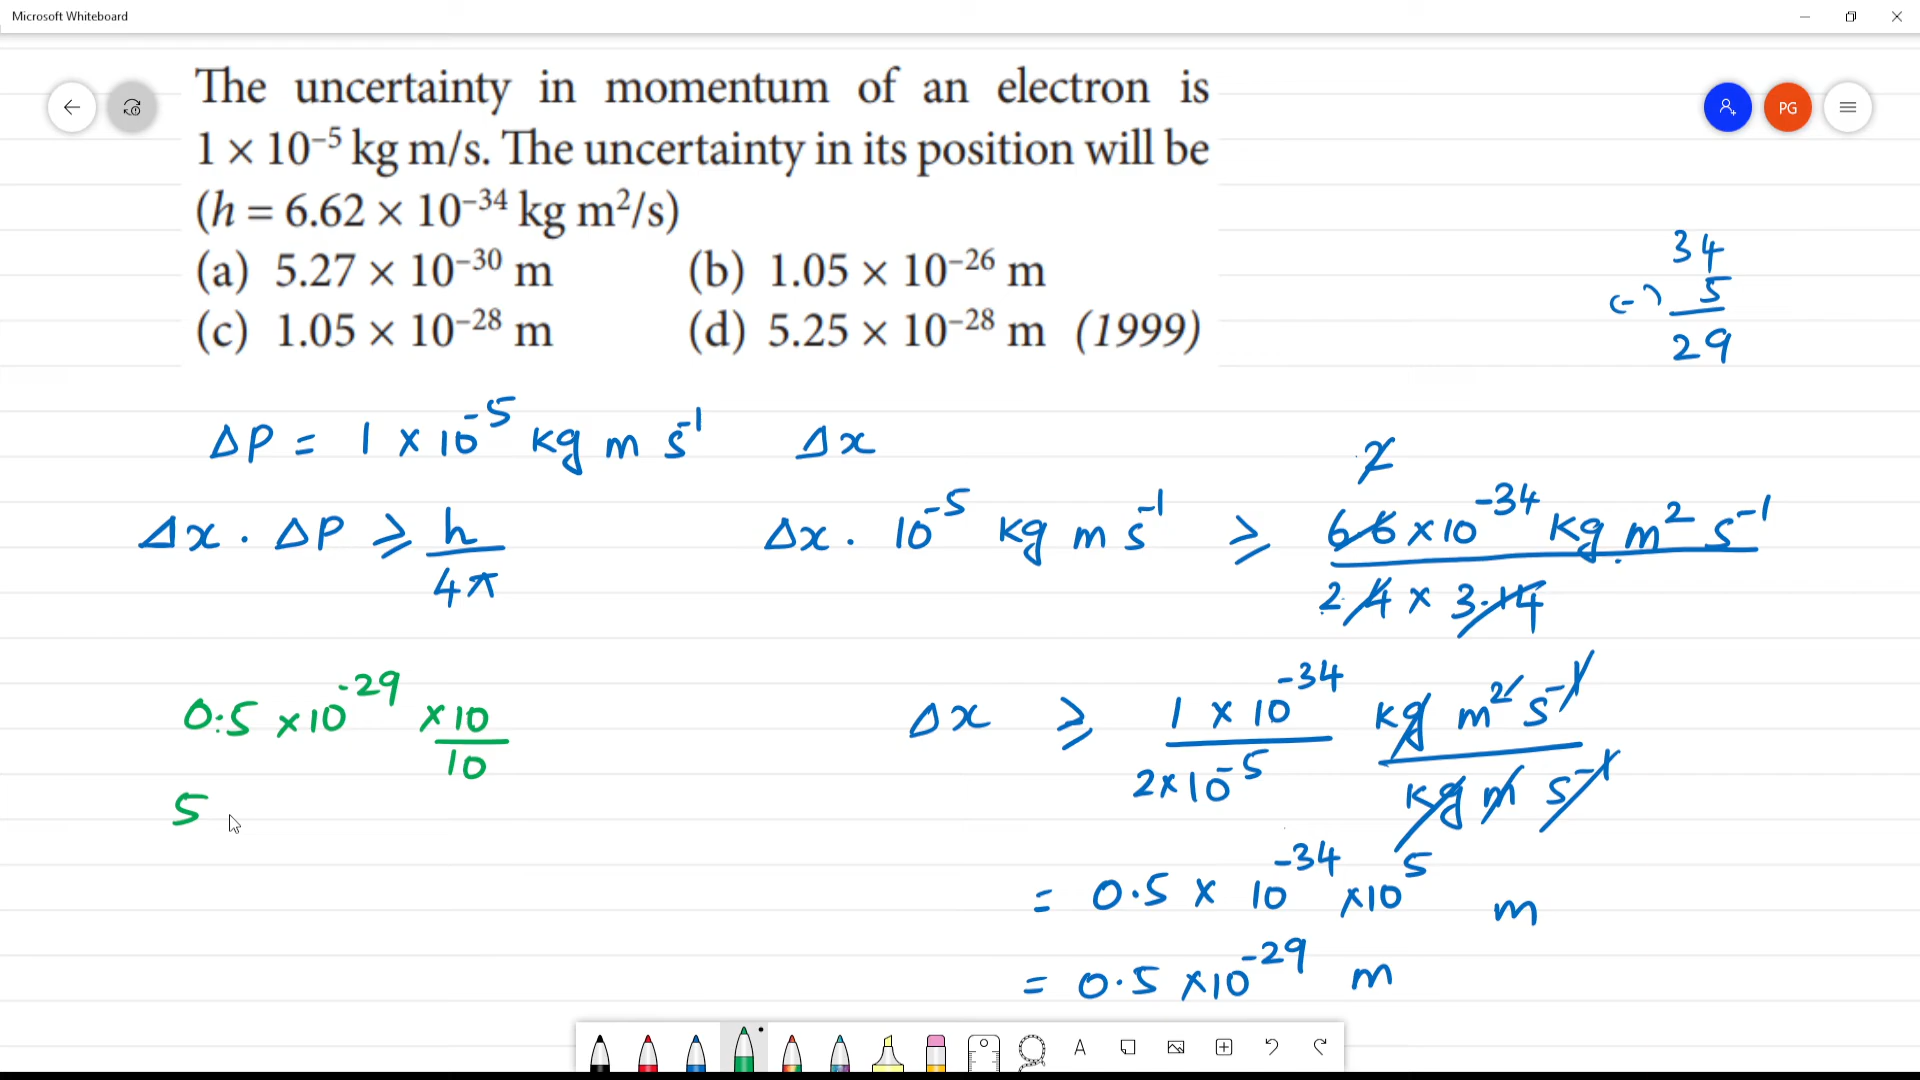 Microsoft Whiteboard
The uncertainty in momentum of an electron is
1 × 10⁻⁵ kg m/s. The uncertainty in its position will be
(h = 6.62 × 10⁻³⁴ kg m²/s)
(a) 5.27 × 10⁻³⁰ m (b) 1.05 × 10⁻²⁶ m
(c) 1.05 × 10⁻²⁸ m (d) 5.25 × 10⁻²⁸ m (1999)
PG
34
(-) 5
29
ΔP = 1 × 10⁻⁵ kg m s⁻¹ Δx
Δx . ΔP ≥ h
4π
2
Δx . 10⁻⁵ kg m s⁻¹ ≥ 6.6 × 10⁻³⁴ kg m² s⁻¹
2 4 × 3.14
Δx ≥ 1 × 10⁻³⁴ kg m² s⁻¹
2×10⁻⁵ kg m s⁻¹
= 0.5 × 10⁻³⁴ ×10⁵ m
= 0.5 ×10⁻²⁹ m
0.5 ×10⁻²⁹ ×10
10
5
A